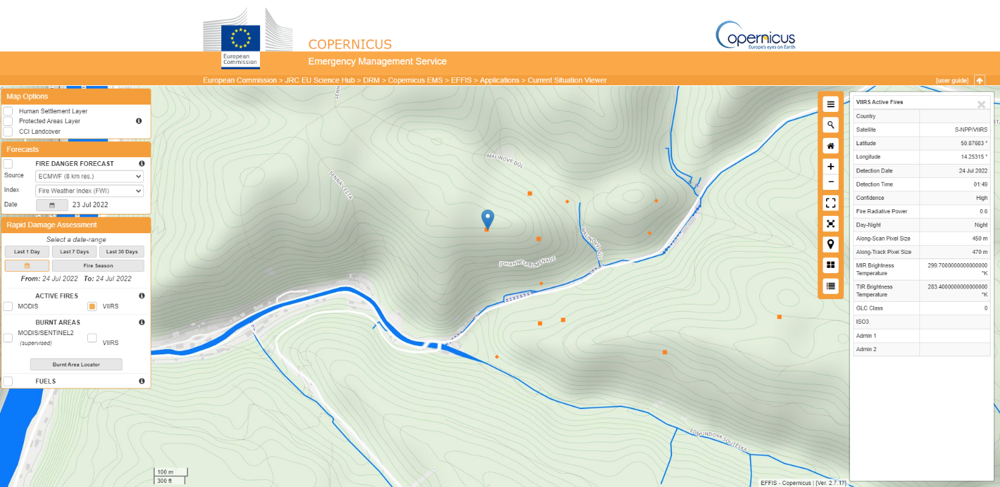 European
Commission
COPERNICUS
Emergency Management Service
opernicus
Europe's eyes on Earth
European Commission > JRC EU Science Hub > DRM > Copernicus EMS > EFFIS > Applications > Current Situation Viewer
[user guide]
Map Options
Human Settlement Layer
Protected Areas Layer
CCI Landcover
Forecasts
FIRE DANGER FORECAST
Source
ECMWF (8 km res.)
Index
Fire Weather Index (FWI)
Date
23 Jul 2022
Rapid Damage Assessment
Select a date-range
Last 1 Day
Last 7 Days
Last 30 Days
Fire Season
From: 24 Jul 2022 To: 24 Jul 2022
ACTIVE FIRES
MODIS
VIIRS
BURNT AREAS
MODIS/SENTINEL2
(supervised)
VIIRS
Burnt Area Locator
FUELS
SENN
MALINOVÝ DŮL
SENNÁ CESTA
MALINOVÝ DŮL
JOHANNESPROMENADE
EDMUNDOVA SOUTĚSKA
100 m
300 ft
VIIRS Active Fires
Country
Satellite S-NPP/VIIRS
Latitude 50.87683 °
Longitude 14.25315 °
Detection Date 24 Jul 2022
Detection Time 01:49
Confidence High
Fire Radiative Power 0.6
Day-Night Night
Along-Scan Pixel Size 450 m
Along-Track Pixel Size 470 m
MIR Brightness 299.7000000000000000
Temperature °K
TIR Brightness 283.4000000000000000
Temperature °K
GLC Class 0
ISO3
Admin 1
Admin 2
EFFIS - Copernicus | [Ver. 2.7.17]